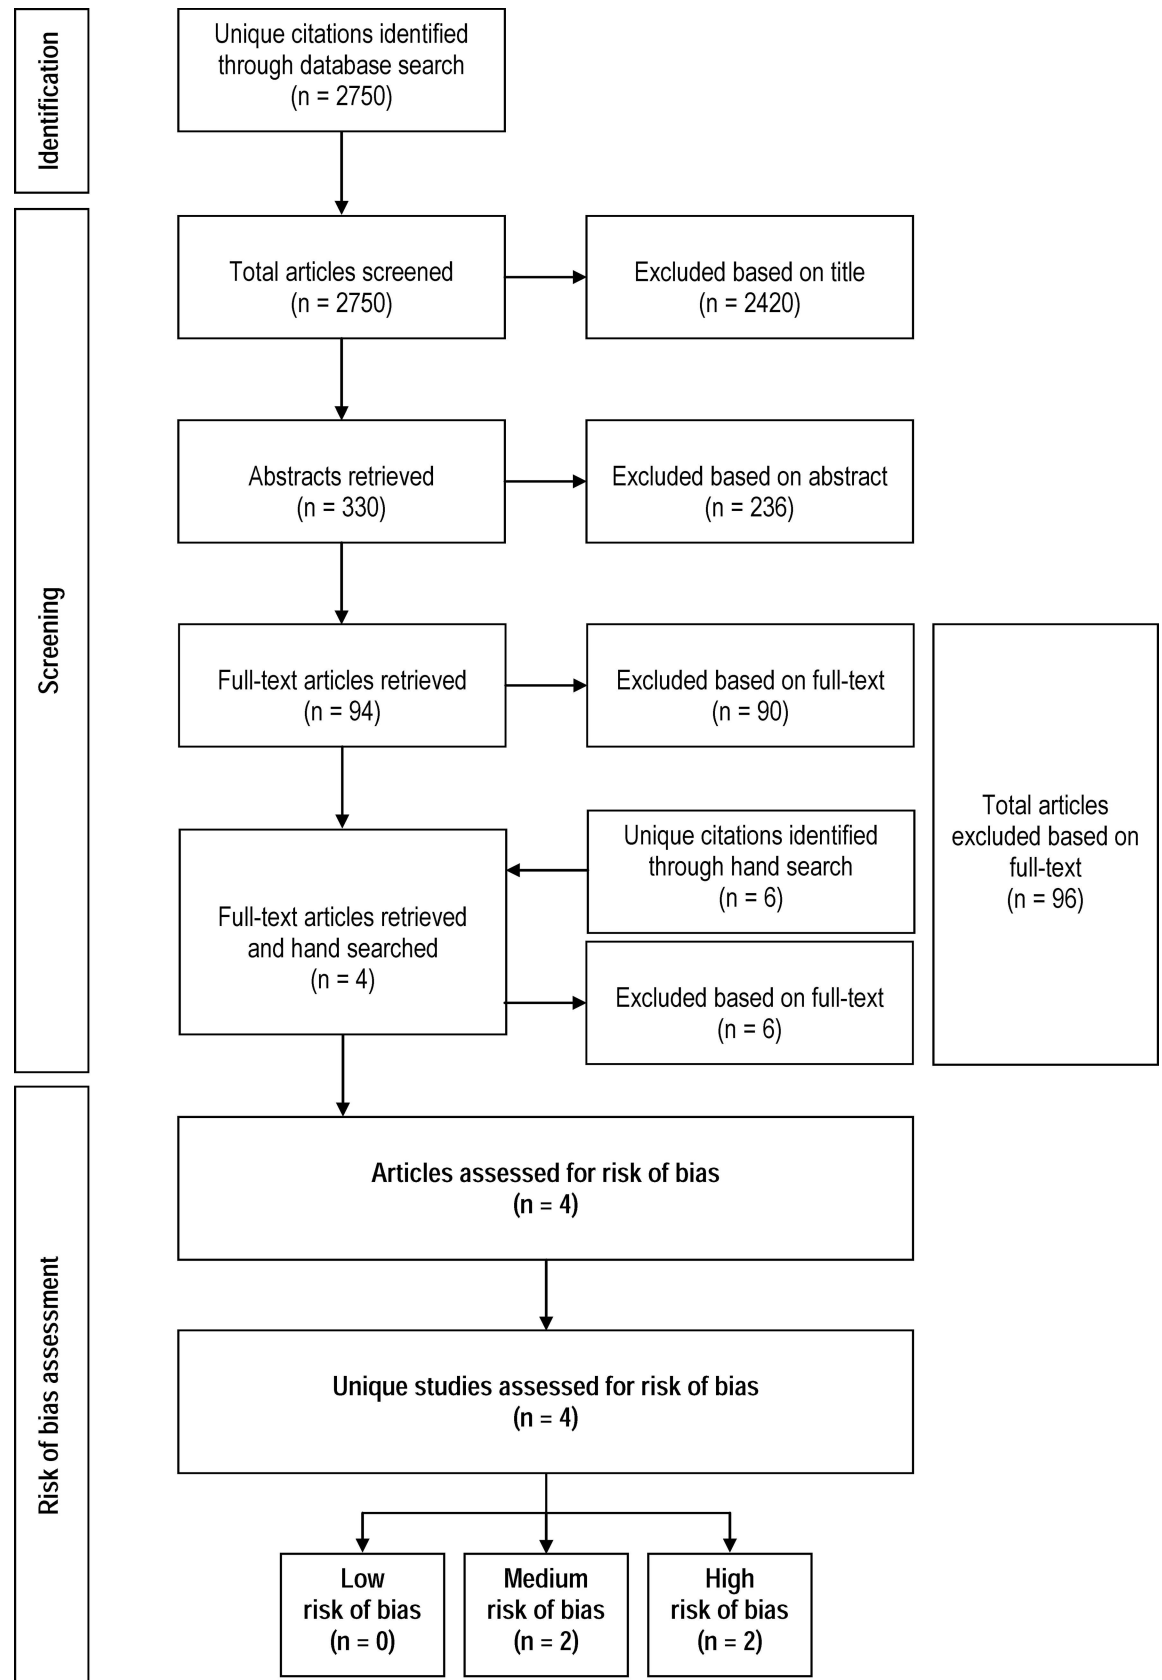 Identification
Unique citations identified
through database search
(n = 2750)
Screening
Total articles screened
(n = 2750)
Excluded based on title
(n = 2420)
Abstracts retrieved
(n = 330)
Excluded based on abstract
(n = 236)
Full-text articles retrieved
(n = 94)
Excluded based on full-text
(n = 90)
Total articles
excluded based on
full-text
(n = 96)
Unique citations identified
through hand search
(n = 6)
Full-text articles retrieved
and hand searched
(n = 4)
Excluded based on full-text
(n = 6)
Risk of bias assessment
Articles assessed for risk of bias
(n = 4)
Unique studies assessed for risk of bias
(n = 4)
Low
risk of bias
(n = 0)
Medium
risk of bias
(n = 2)
High
risk of bias
(n = 2)